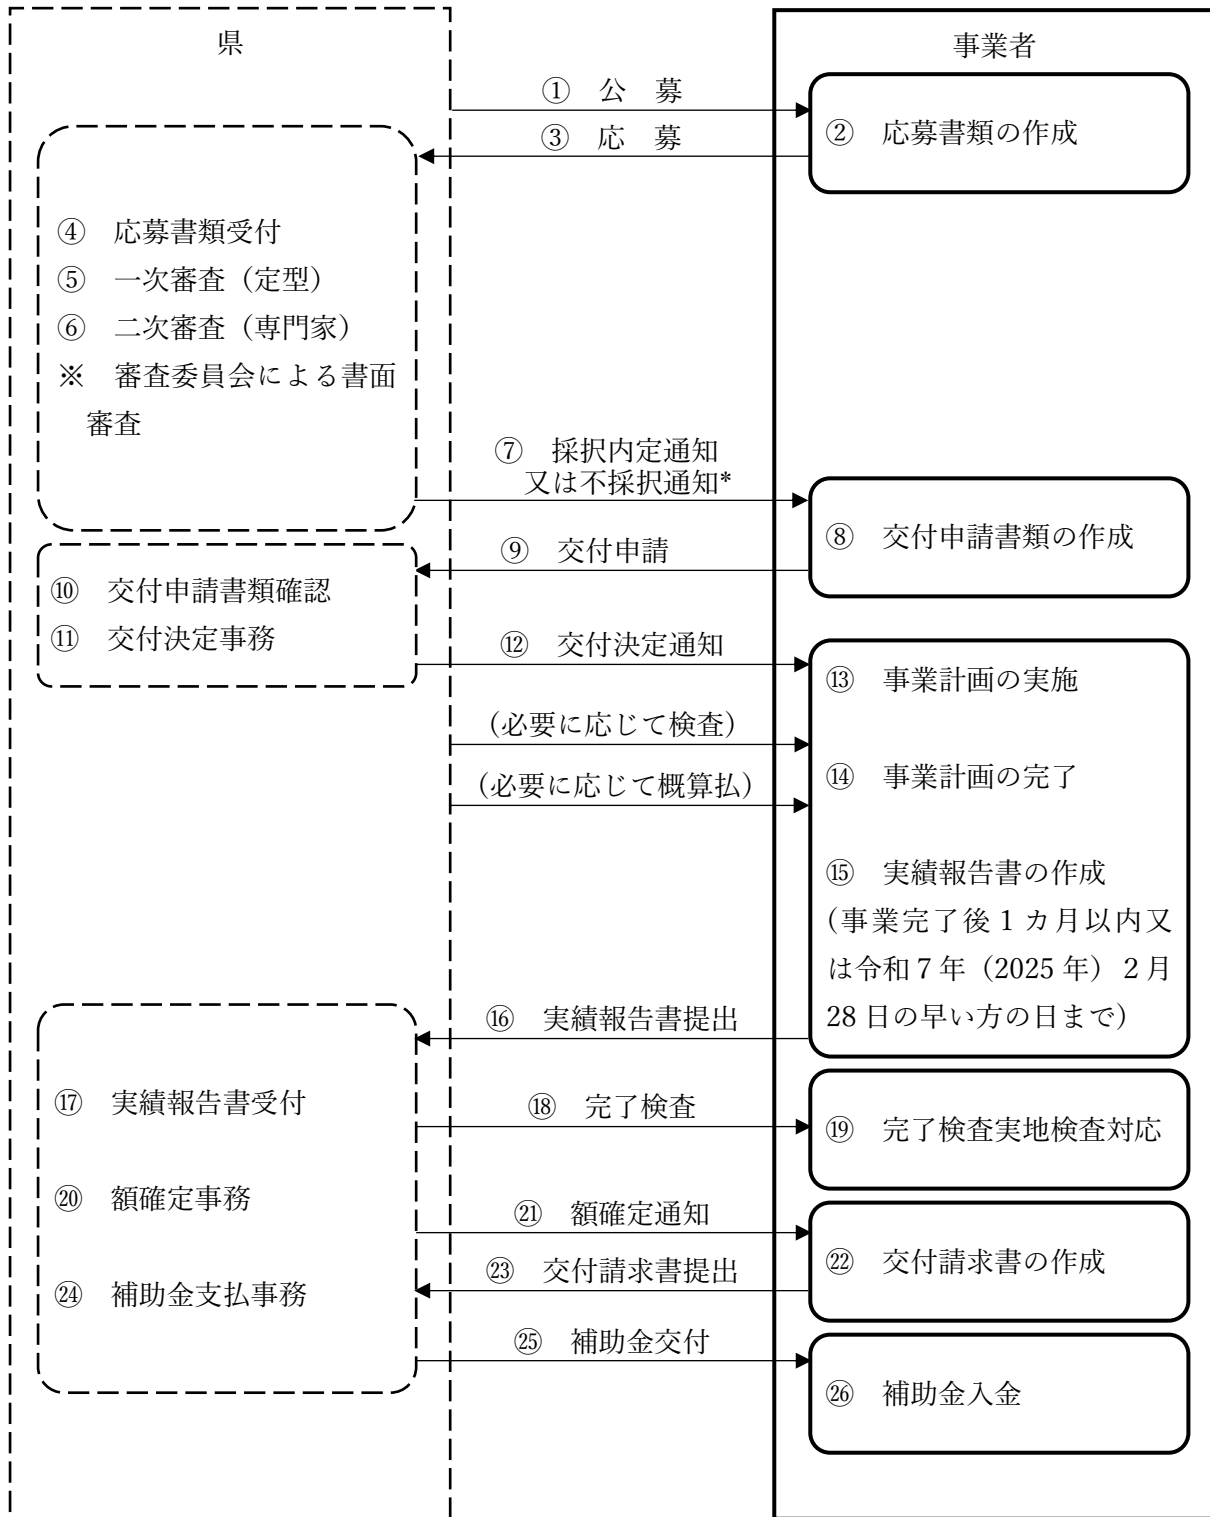 県
事業者
① 公 募
② 応募書類の作成
③ 応 募
④ 応募書類受付
⑤ 一次審査（定型）
⑥ 二次審査（専門家）
※ 審査委員会による書面
審査
⑦ 採択内定通知
又は不採択通知*
⑧ 交付申請書類の作成
⑨ 交付申請
⑩ 交付申請書類確認
⑪ 交付決定事務
⑫ 交付決定通知
⑬ 事業計画の実施
（必要に応じて検査）
⑭ 事業計画の完了
（必要に応じて概算払）
⑮ 実績報告書の作成
（事業完了後１カ月以内又
は令和７年（2025 年）２月
28 日の早い方の日まで）
⑯ 実績報告書提出
⑰ 実績報告書受付
⑱ 完了検査
⑲ 完了検査実地検査対応
⑳ 額確定事務
㉑ 額確定通知
㉒ 交付請求書の作成
㉓ 交付請求書提出
㉔ 補助金支払事務
㉕ 補助金交付
㉖ 補助金入金